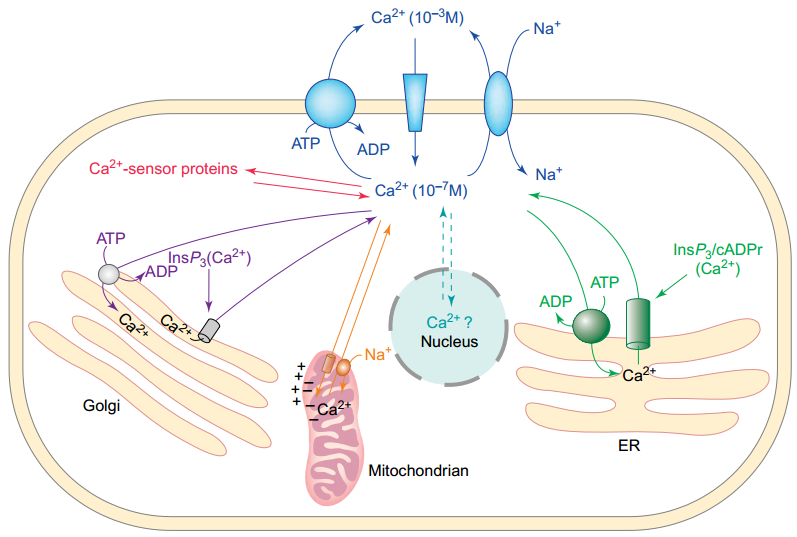 Ca²⁺ (10⁻³M)
Na⁺
ATP
ADP
Ca²⁺-sensor proteins
Ca²⁺ (10⁻⁷M)
Na⁺
ATP
ADP
InsP₃(Ca²⁺)
Ca²⁺
Ca²⁺
Golgi
+
+
+
+
–
–
–
–
Na⁺
Ca²⁺
Mitochondrian
Ca²⁺ ?
Nucleus
InsP₃/cADPr
(Ca²⁺)
ATP
ADP
Ca²⁺
ER